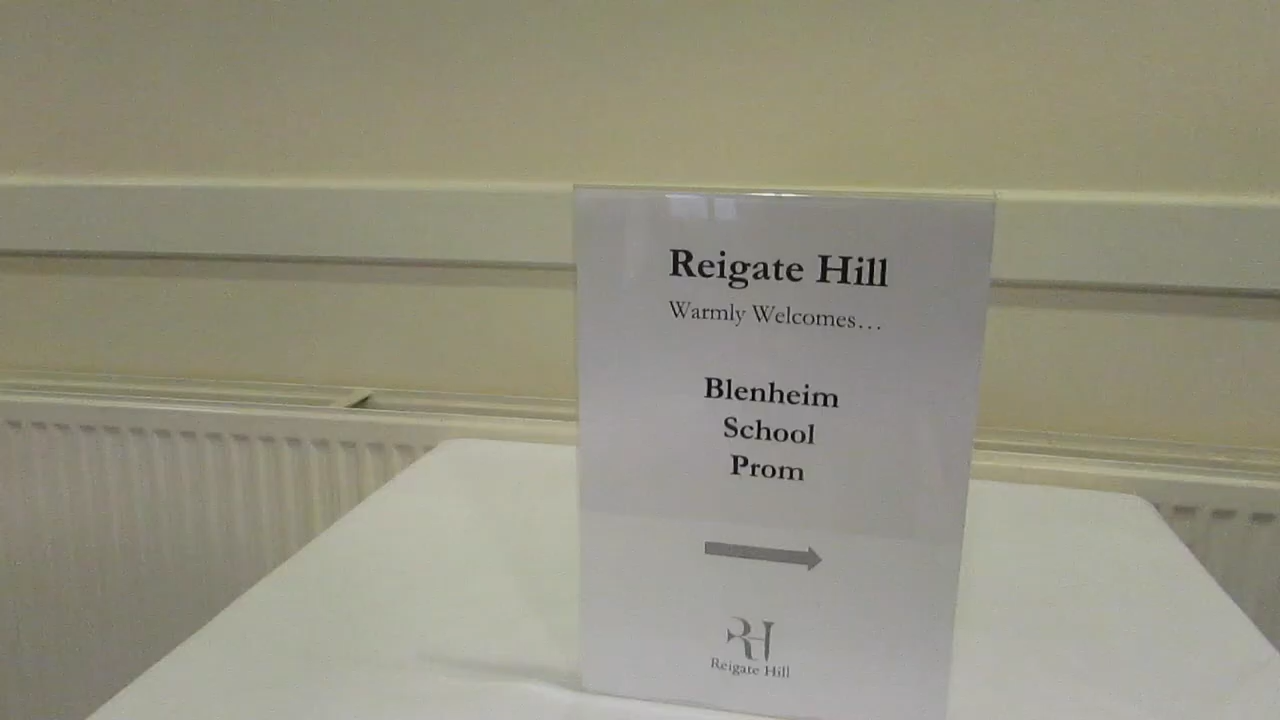 Reigate Hill
Warmly Welcomes...
Blenheim
School
Prom
RH
Reigate Hill